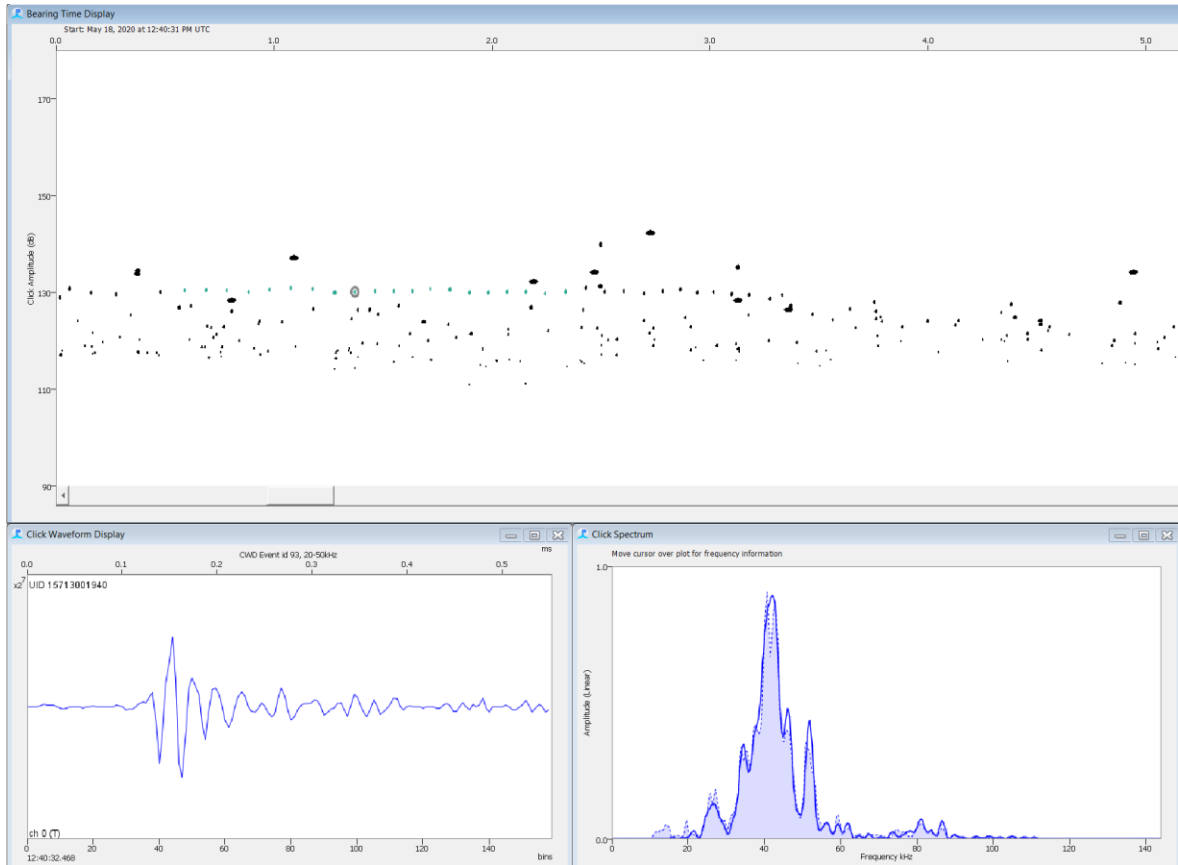 Bearing Time Display
Start: May 18, 2020 at 12:40:31 PM UTC
0.0 1.0 2.0 3.0 4.0 5.0
170
150
130
110
90
Click Amplitude (dB)
Click Waveform Display
CWD Event id 93, 20-50kHz
ms
0.0 0.1 0.2 0.3 0.4 0.5
x2^7
UID 15713001940
ch 0 (T)
0 20 40 60 80 100 120 140
12:40:32.468
bins
Click Spectrum
Move cursor over plot for frequency information
1.0
Amplitude (Linear)
0.0
0 20 40 60 80 100 120 140
Frequency kHz